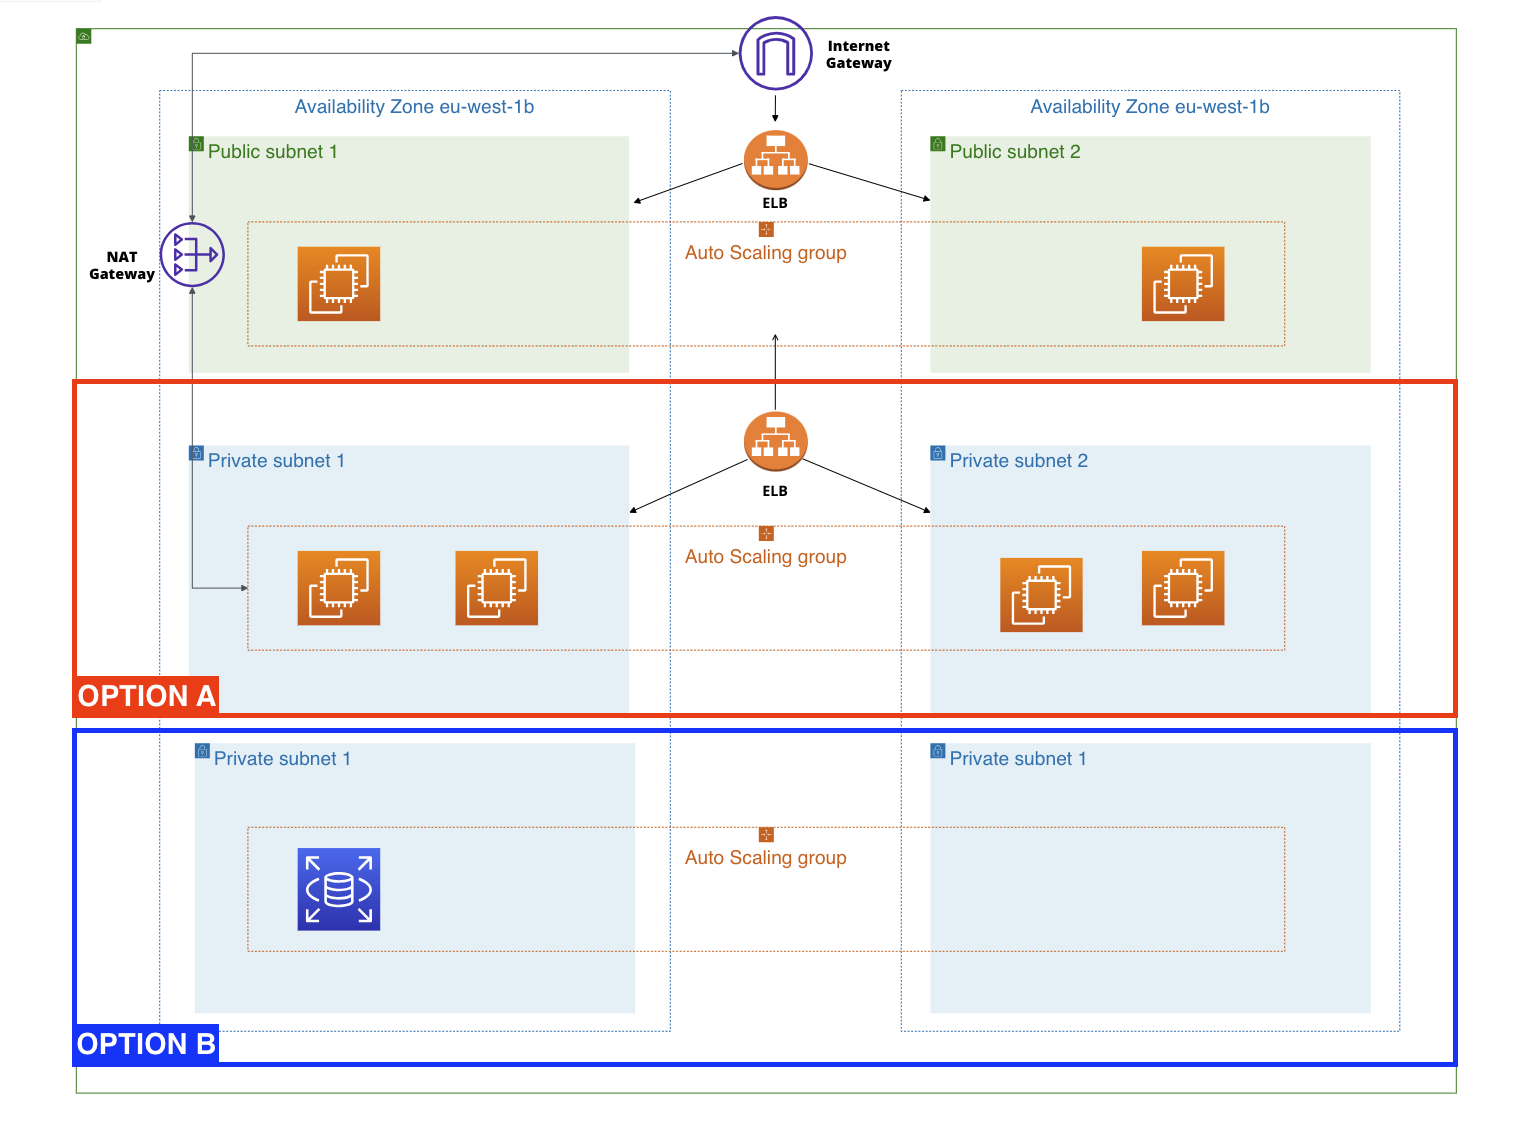 Internet
Gateway
Availability Zone eu-west-1b
Availability Zone eu-west-1b
Public subnet 1
Public subnet 2
ELB
Auto Scaling group
NAT
Gateway
Private subnet 1
Private subnet 2
ELB
Auto Scaling group
OPTION A
Private subnet 1
Private subnet 1
Auto Scaling group
OPTION B